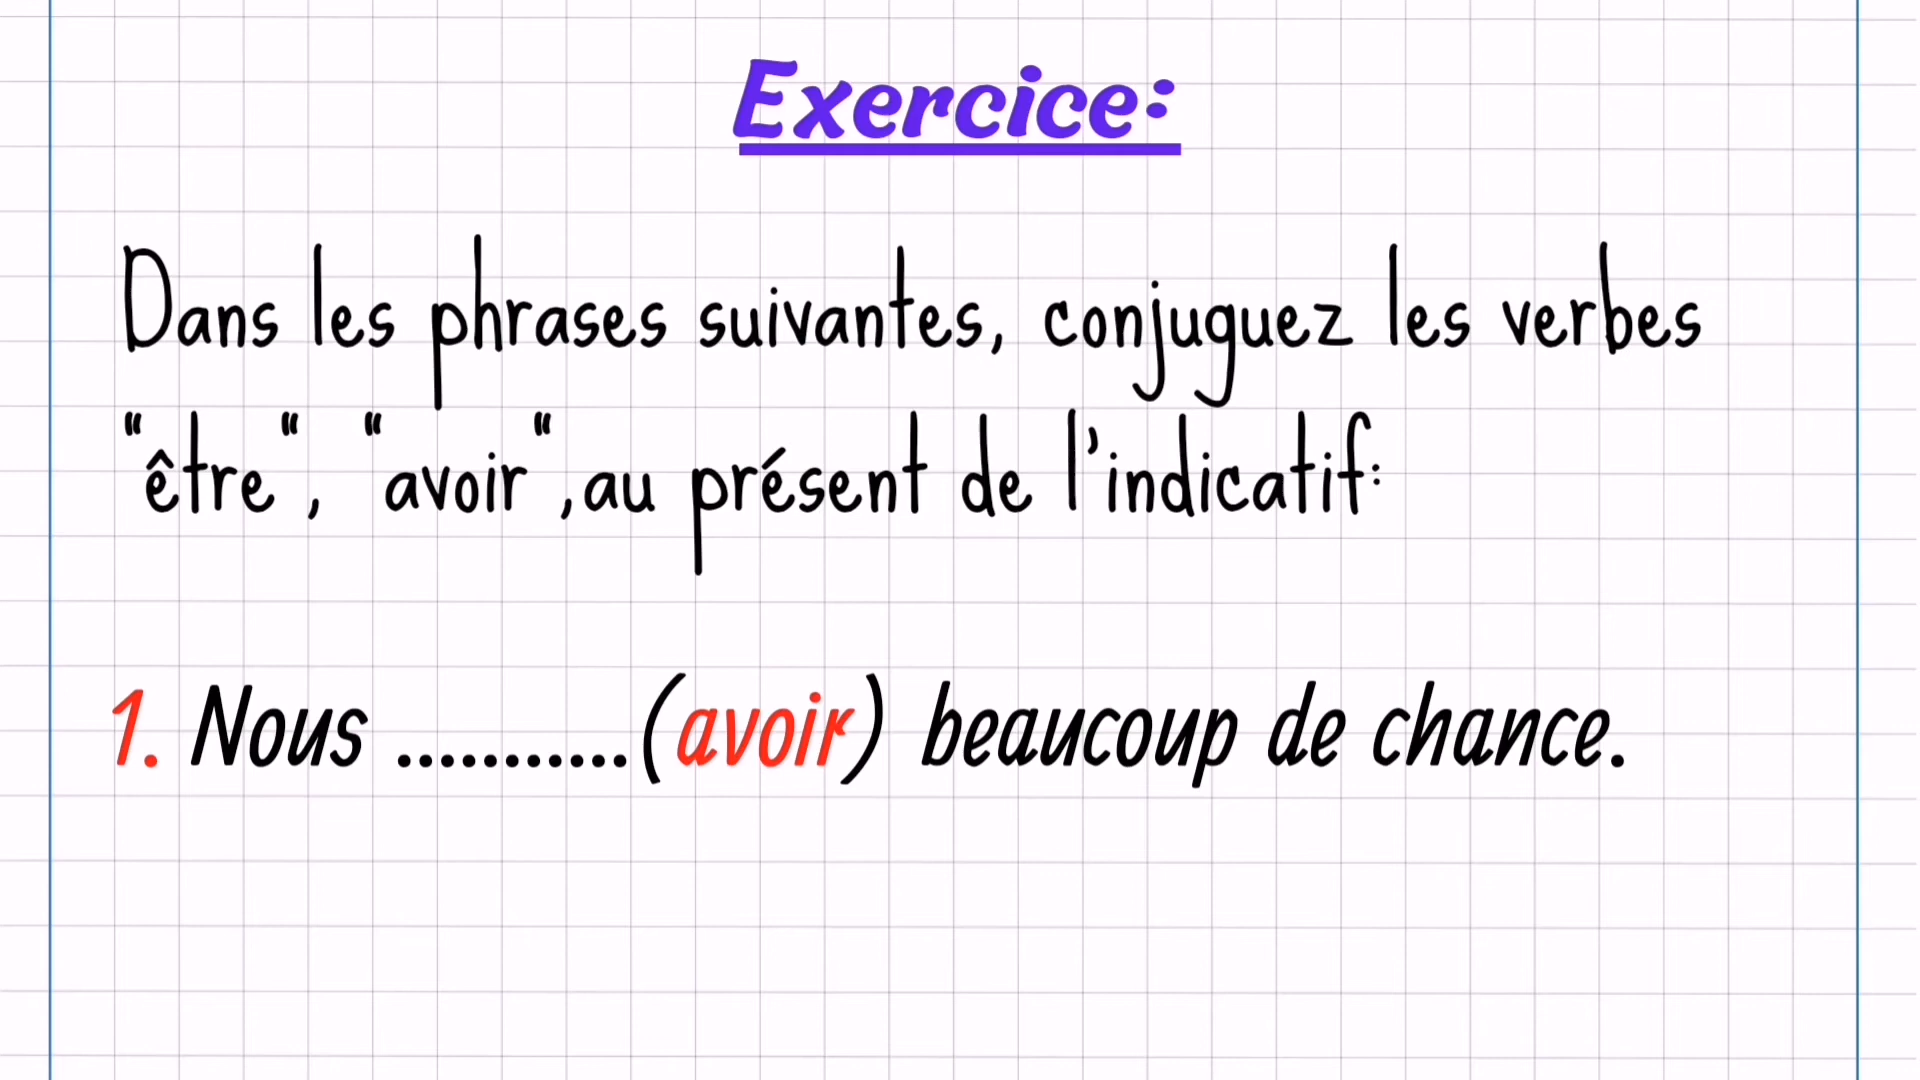 Exercice:
Dans les phrases suivantes, conjuguez les verbes
"être", "avoir",au présent de l'indicatif:
1. Nous ...........(avoir) beaucoup de chance.